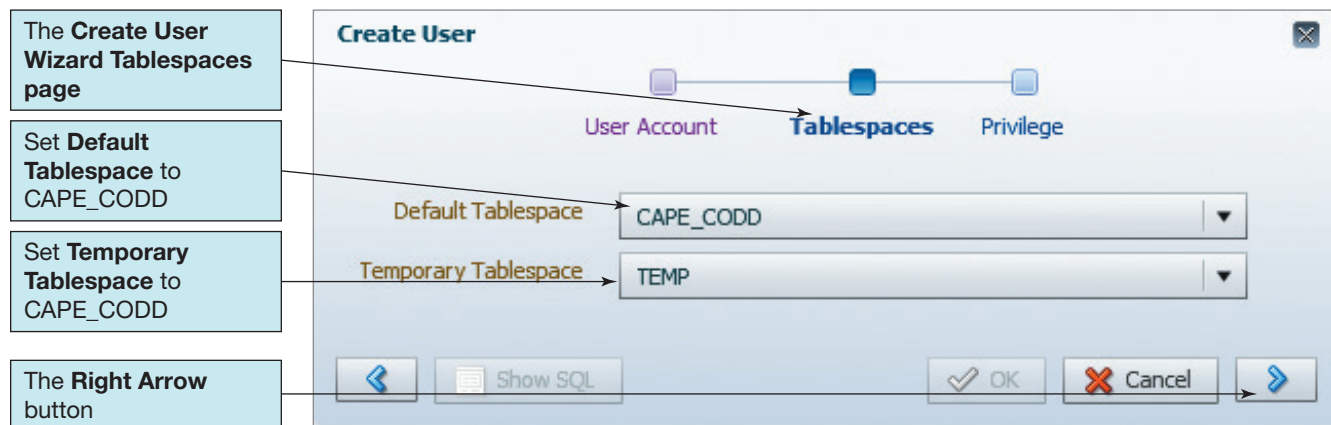 The Create User
Wizard Tablespaces
page
Set Default
Tablespace to
CAPE_CODD
Set Temporary
Tablespace to
CAPE_CODD
The Right Arrow
button
Create User
User Account
Tablespaces
Privilege
Default Tablespace
CAPE_CODD
Temporary Tablespace
TEMP
Show SQL
OK
Cancel